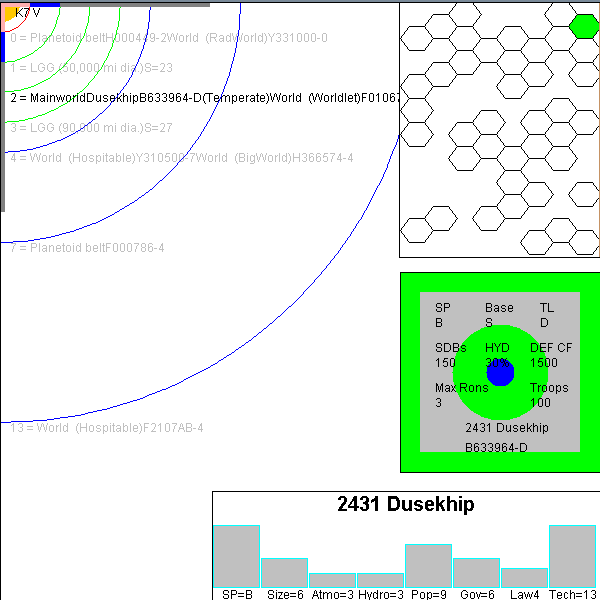 K7 V
0 = Planetoid beltH000449-2World (RadWorld)Y331000-0
1 = LGG (50,000 mi dia.)S=23
2 = MainworldDusekhipB633964-D(Temperate)World (Worldlet)F01067
3 = LGG (90,000 mi dia.)S=27
4 = World (Hospitable)Y310500-7World (BigWorld)H366574-4
7 = Planetoid beltF000786-4
13 = World (Hospitable)F2107AB-4
SP Base TL
B S D
SDBs HYD DEF CF
150 30% 1500
Max Rons Troops
3 100
2431 Dusekhip
B633964-D
2431 Dusekhip
SP=B Size=6 Atmo=3 Hydro=3 Pop=9 Gov=6 Law4 Tech=13